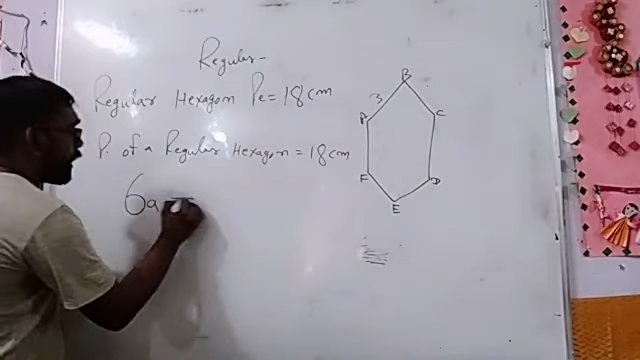 Regular-
Regular Hexagon Pe = 18 cm
P. of a Regular Hexagon = 18 cm
6a =
B
3
P C
F D
E